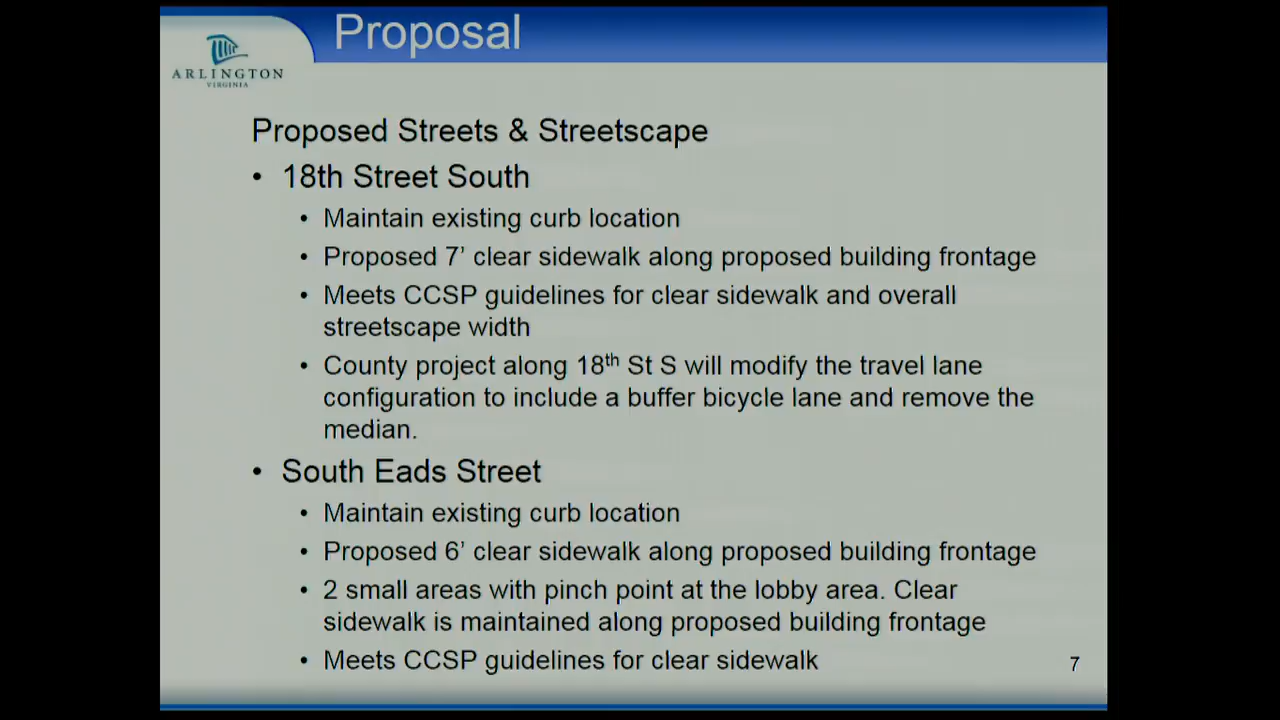 Proposal
ARLINGTON
VIRGINIA
Proposed Streets & Streetscape
• 18th Street South
• Maintain existing curb location
• Proposed 7’ clear sidewalk along proposed building frontage
• Meets CCSP guidelines for clear sidewalk and overall
streetscape width
• County project along 18th St S will modify the travel lane
configuration to include a buffer bicycle lane and remove the
median.
• South Eads Street
• Maintain existing curb location
• Proposed 6’ clear sidewalk along proposed building frontage
• 2 small areas with pinch point at the lobby area. Clear
sidewalk is maintained along proposed building frontage
• Meets CCSP guidelines for clear sidewalk
7